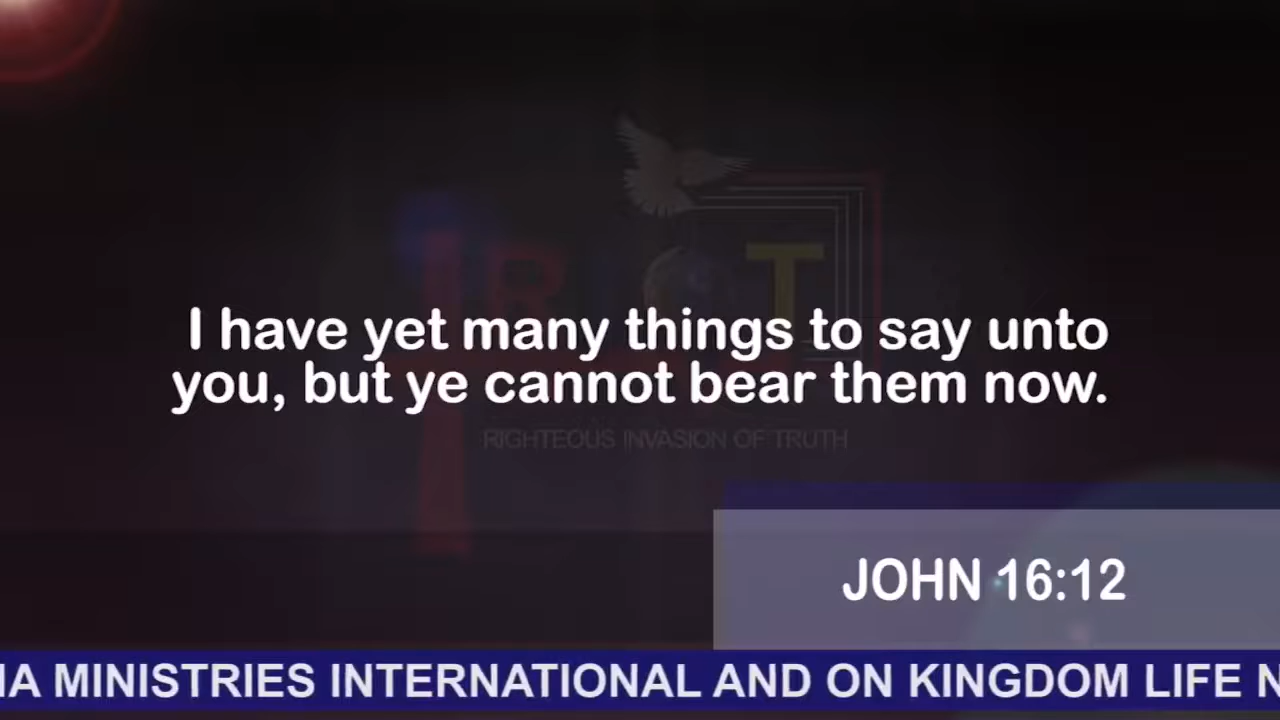 R
T
I have yet many things to say unto
you, but ye cannot bear them now.
RIGHTEOUS INVASION OF TRUTH
JOHN 16:12
MINISTRIES INTERNATIONAL AND ON KINGDOM LIFE